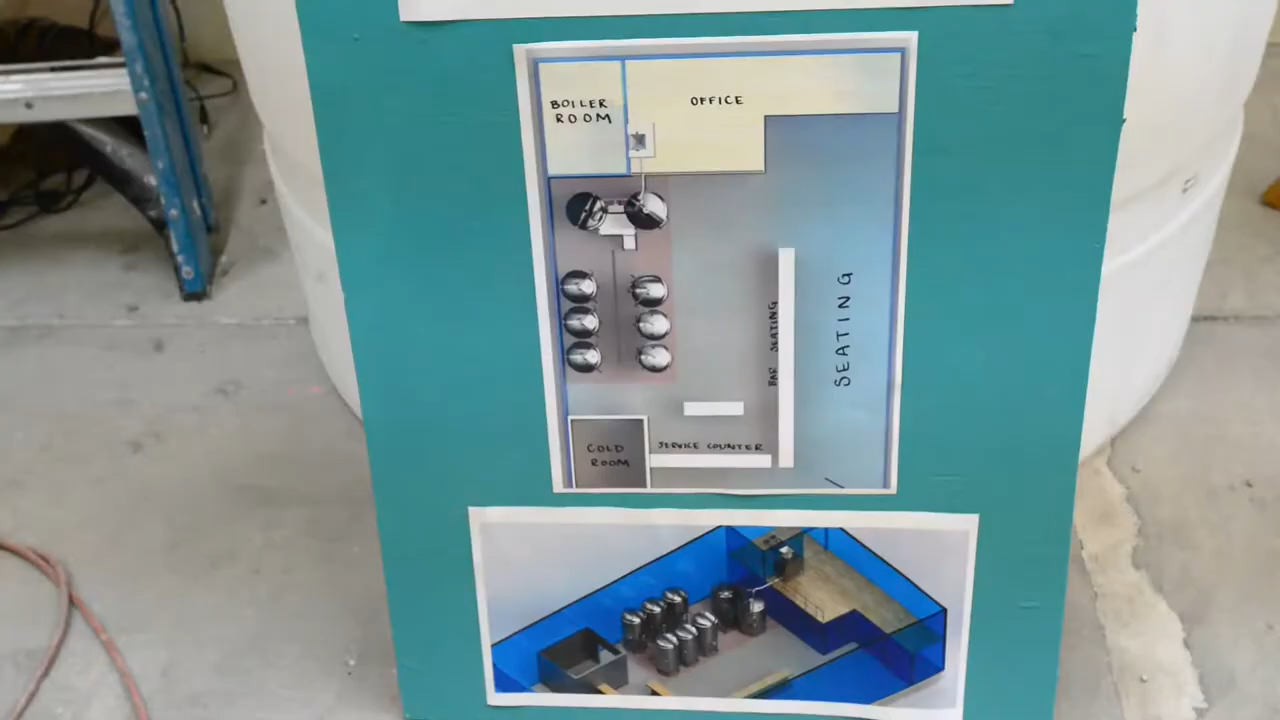 BOILER
ROOM
OFFICE
BAR SEATING
SEATING
COLD
ROOM
SERVICE COUNTER